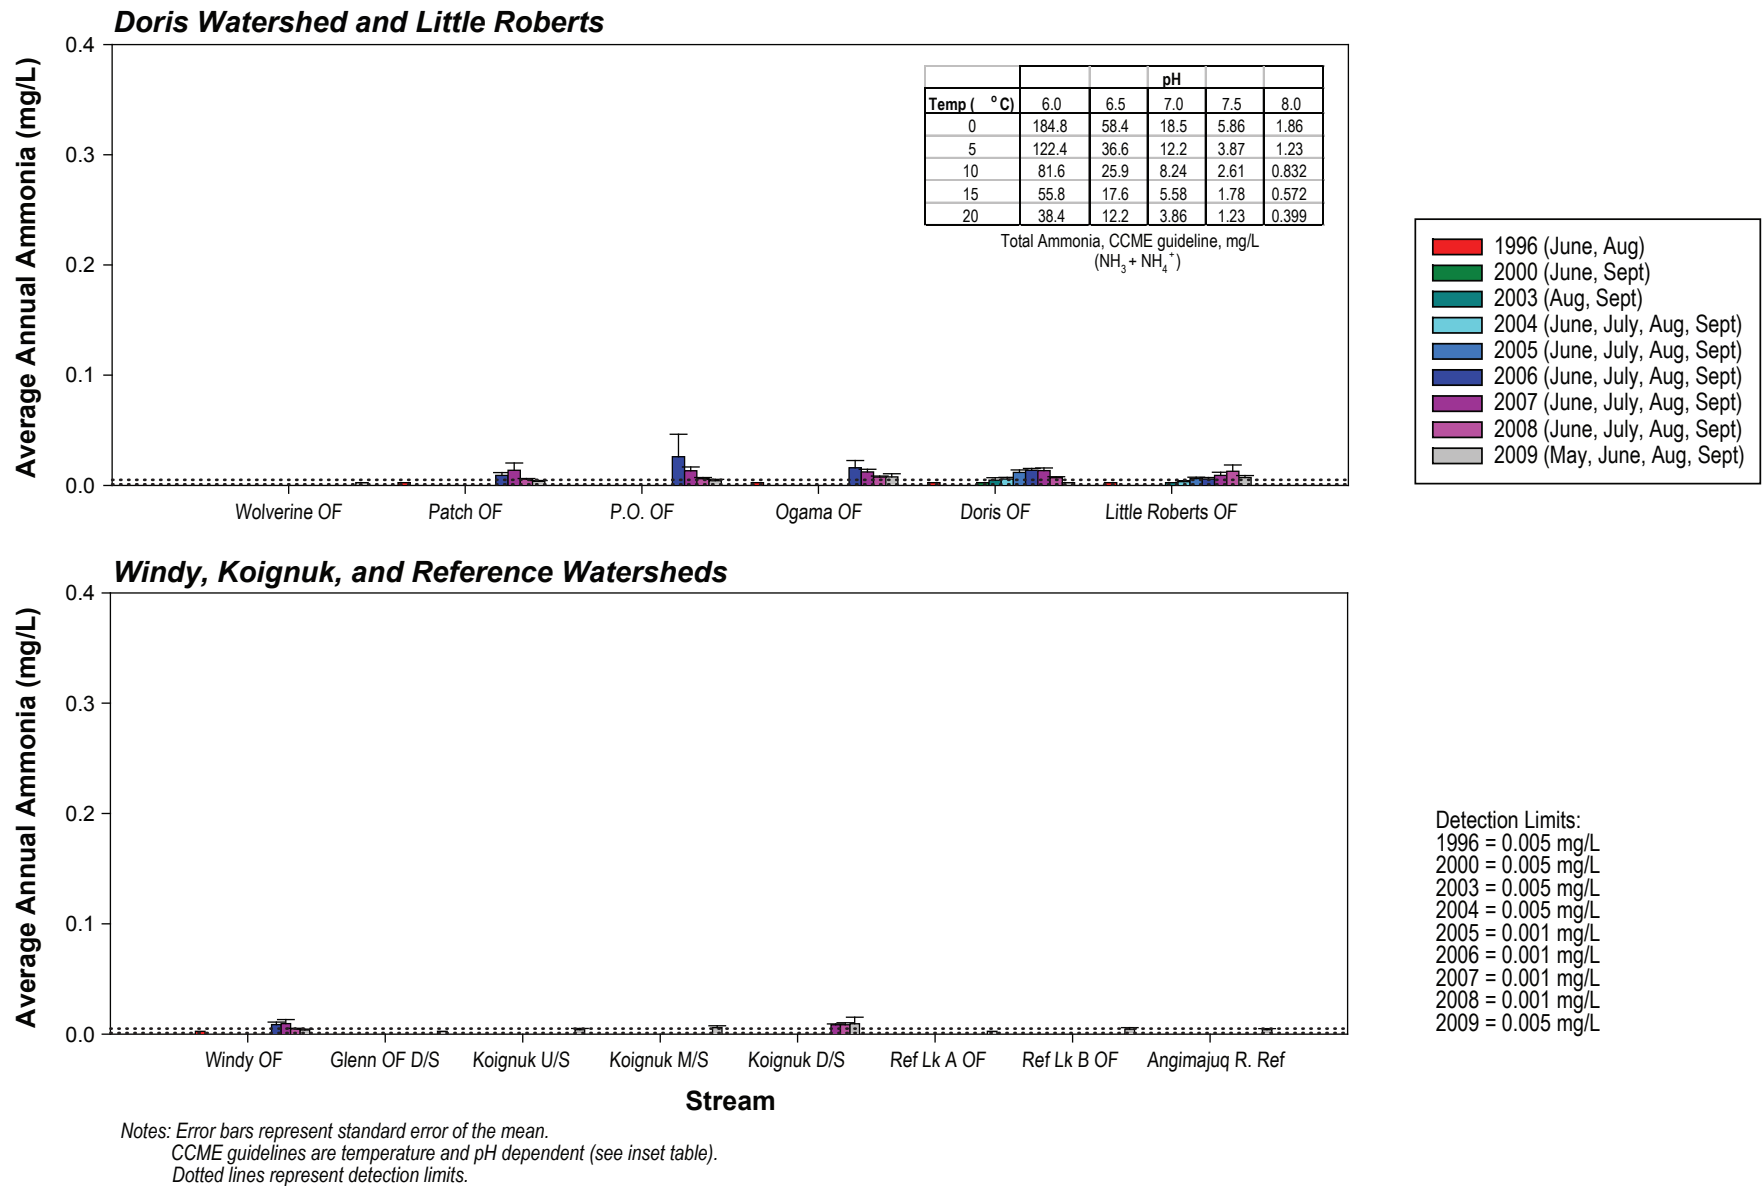 Doris Watershed and Little Roberts
Average Annual Ammonia (mg/L)
0.4
0.3
0.2
0.1
0.0
pH
Temp ( °C) 6.0 6.5 7.0 7.5 8.0
0 184.8 58.4 18.5 5.86 1.86
5 122.4 36.6 12.2 3.87 1.23
10 81.6 25.9 8.24 2.61 0.832
15 55.8 17.6 5.58 1.78 0.572
20 38.4 12.2 3.86 1.23 0.399
Total Ammonia, CCME guideline, mg/L
(NH3 + NH4+)
Wolverine OF Patch OF P.O. OF Ogama OF Doris OF Little Roberts OF
1996 (June, Aug)
2000 (June, Sept)
2003 (Aug, Sept)
2004 (June, July, Aug, Sept)
2005 (June, July, Aug, Sept)
2006 (June, July, Aug, Sept)
2007 (June, July, Aug, Sept)
2008 (June, July, Aug, Sept)
2009 (May, June, Aug, Sept)
Windy, Koignuk, and Reference Watersheds
Average Annual Ammonia (mg/L)
0.4
0.3
0.2
0.1
0.0
Windy OF Glenn OF D/S Koignuk U/S Koignuk M/S Koignuk D/S Ref Lk A OF Ref Lk B OF Angimajuq R. Ref
Stream
Detection Limits:
1996 = 0.005 mg/L
2000 = 0.005 mg/L
2003 = 0.005 mg/L
2004 = 0.005 mg/L
2005 = 0.001 mg/L
2006 = 0.001 mg/L
2007 = 0.001 mg/L
2008 = 0.001 mg/L
2009 = 0.005 mg/L
Notes: Error bars represent standard error of the mean.
CCME guidelines are temperature and pH dependent (see inset table).
Dotted lines represent detection limits.